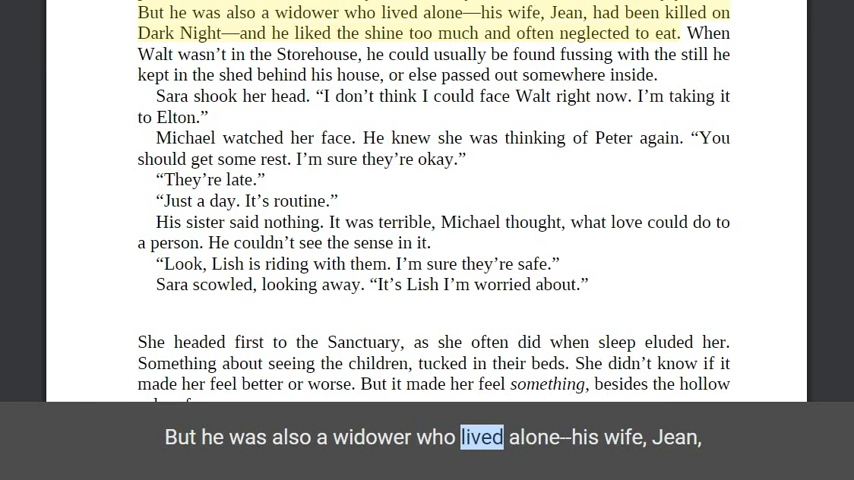 But he was also a widower who lived alone—his wife, Jean, had been killed on
Dark Night—and he liked the shine too much and often neglected to eat. When
Walt wasn’t in the Storehouse, he could usually be found fussing with the still he
kept in the shed behind his house, or else passed out somewhere inside.
Sara shook her head. “I don’t think I could face Walt right now. I’m taking it
to Elton.”
Michael watched her face. He knew she was thinking of Peter again. “You
should get some rest. I’m sure they’re okay.”
“They’re late.”
“Just a day. It’s routine.”
His sister said nothing. It was terrible, Michael thought, what love could do to
a person. He couldn’t see the sense in it.
“Look, Lish is riding with them. I’m sure they’re safe.”
Sara scowled, looking away. “It’s Lish I’m worried about.”
She headed first to the Sanctuary, as she often did when sleep eluded her.
Something about seeing the children, tucked in their beds. She didn’t know if it
made her feel better or worse. But it made her feel something, besides the hollow
But he was also a widower who lived alone--his wife, Jean,